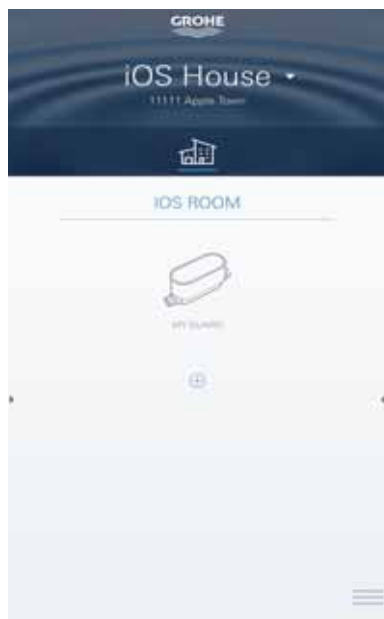 GROHE
iOS House
11111 Apple Town
IOS ROOM
MY GUARD